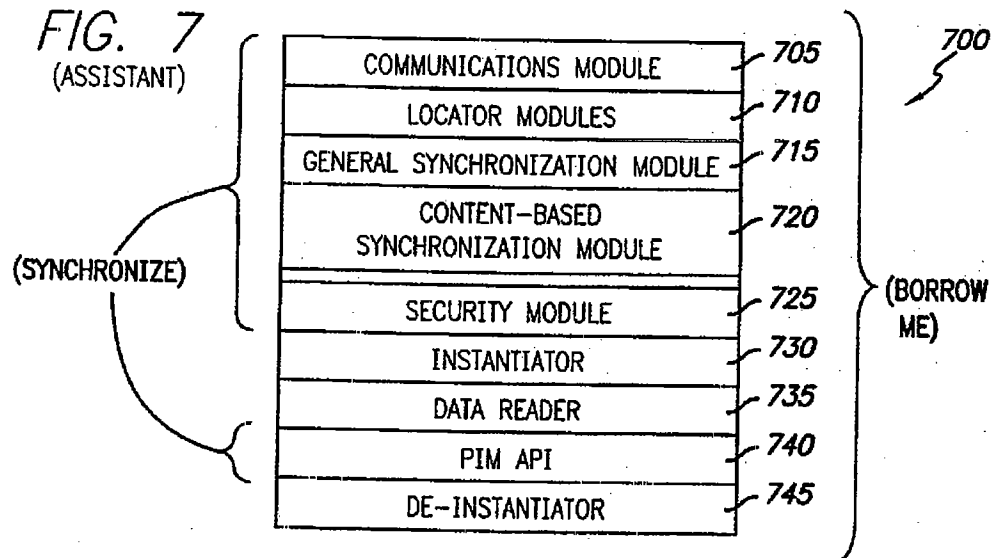 FIG. 7
(ASSISTANT)
700
COMMUNICATIONS MODULE 705
LOCATOR MODULES 710
GENERAL SYNCHRONIZATION MODULE 715
CONTENT-BASED
SYNCHRONIZATION MODULE 720
(SYNCHRONIZE)
SECURITY MODULE 725
(BORROW
ME)
INSTANTIATOR 730
DATA READER 735
PIM API 740
DE-INSTANTIATOR 745